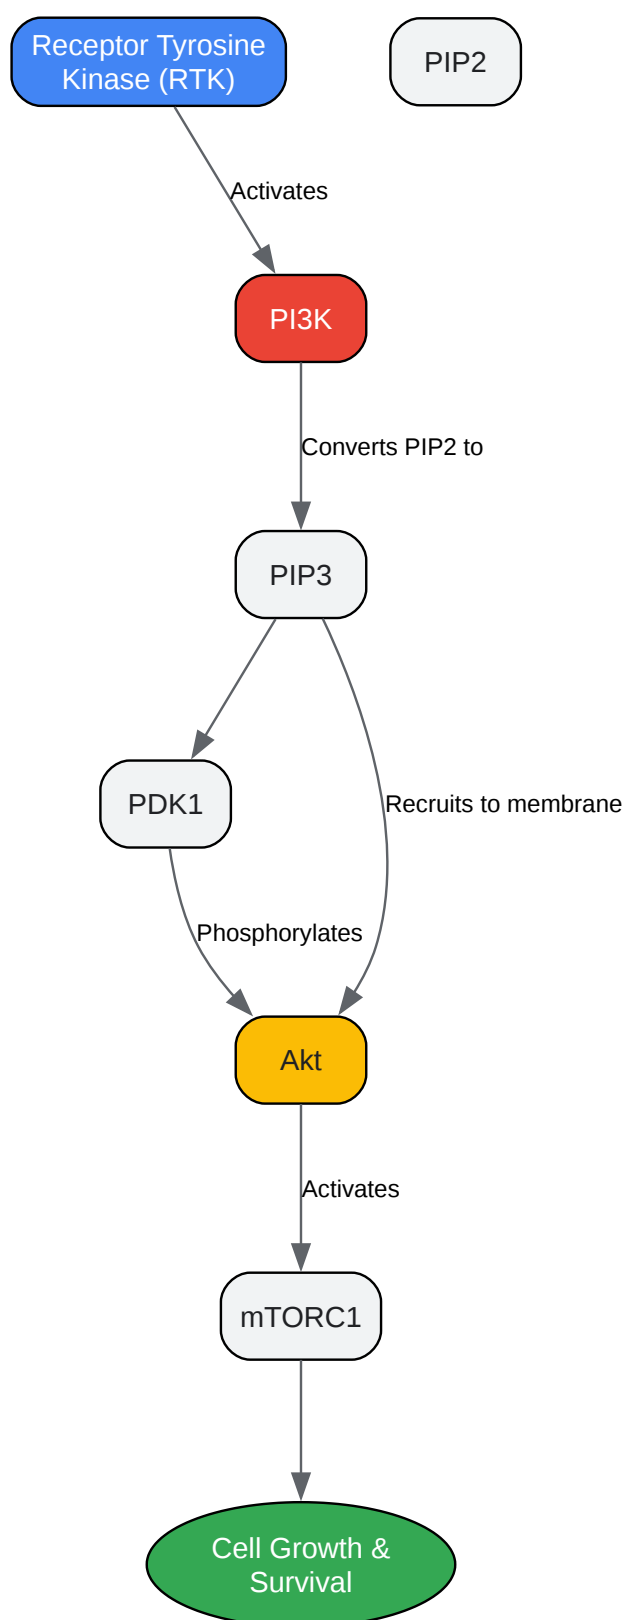 Receptor Tyrosine
Kinase (RTK)
PIP2
Activates
PI3K
Converts PIP2 to
PIP3
PDK1
Recruits to membrane
Phosphorylates
Akt
Activates
mTORC1
Cell Growth &
Survival